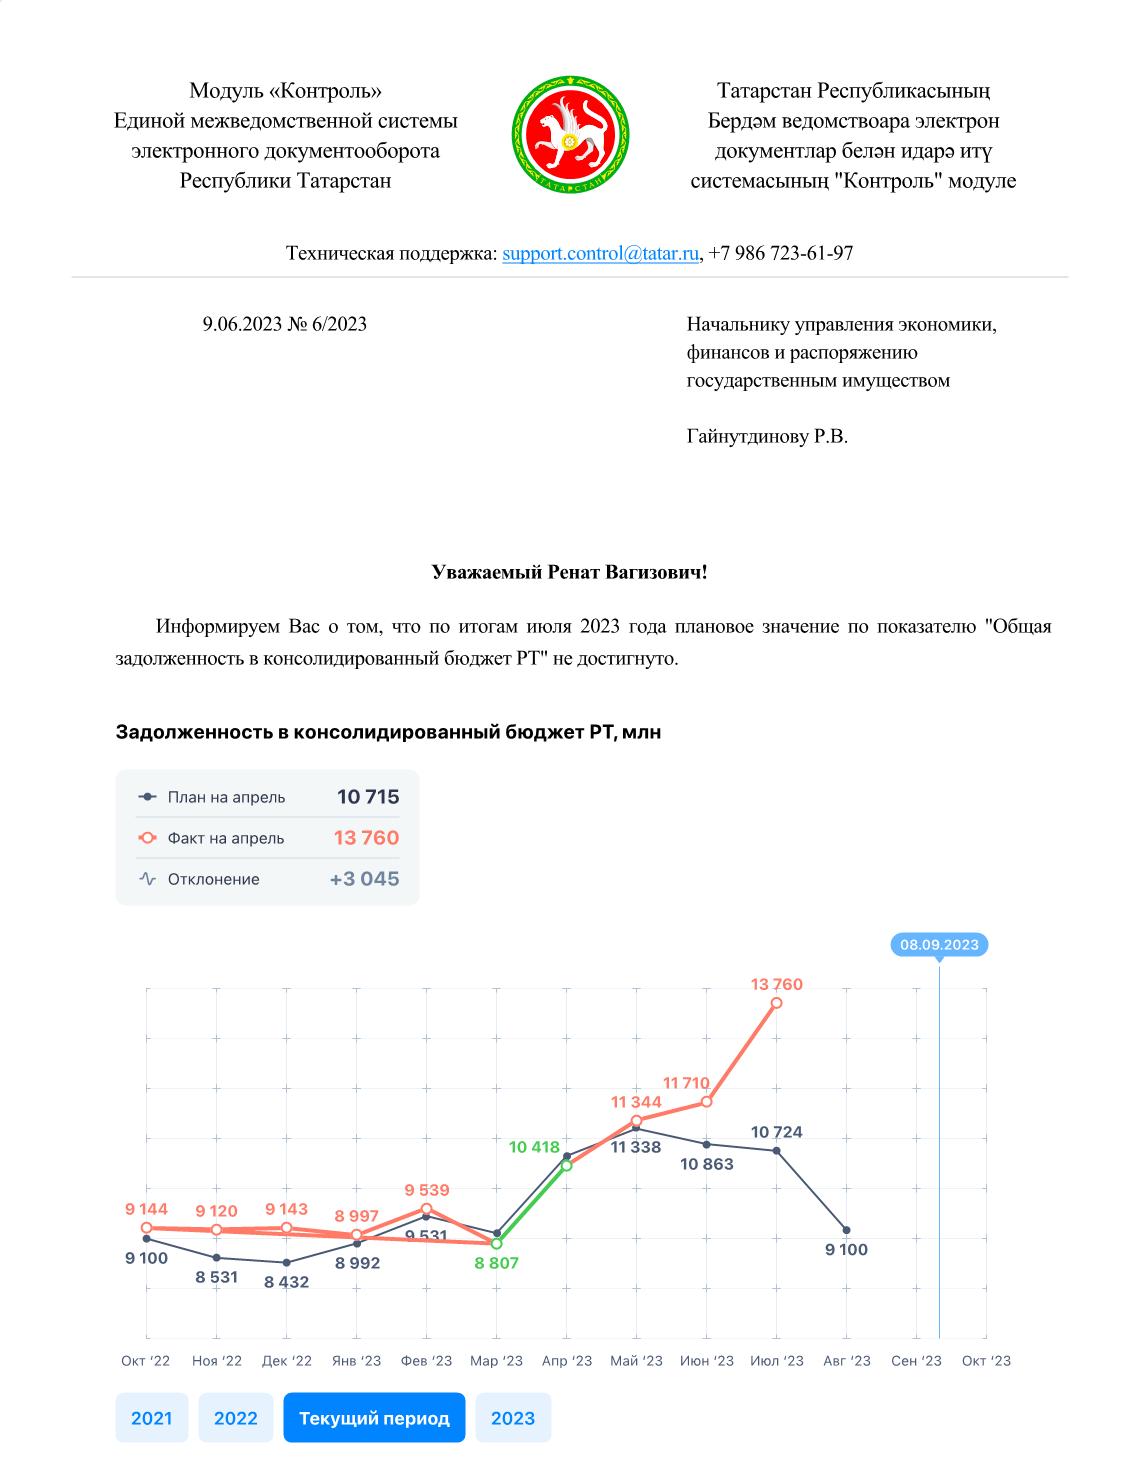 Модуль «Контроль»
Единой межведомственной системы
электронного документооборота
Республики Татарстан
ТАТАРСТАН
Татарстан Республикасының
Бердәм ведомствоара электрон
документлар белән идарә итү
системасының "Контроль" модуле
Техническая поддержка: support.control@tatar.ru, +7 986 723-61-97
9.06.2023 № 6/2023
Начальнику управления экономики,
финансов и распоряжению
государственным имуществом
Гайнутдинову Р.В.
Уважаемый Ренат Вагизович!
Информируем Вас о том, что по итогам июля 2023 года плановое значение по показателю "Общая
задолженность в консолидированный бюджет РТ" не достигнуто.
Задолженность в консолидированный бюджет РТ, млн
План на апрель 10 715
Факт на апрель 13 760
Отклонение +3 045
08.09.2023
13 760
11 710
11 344
10 724
10 418
11 338
10 863
9 539
9 144 9 120 9 143 8 997
9 531
9 100 8 531 8 432 8 992 8 807 9 100
Окт ‘22 Ноя ‘22 Дек ‘22 Янв ‘23 Фев ‘23 Мар ‘23 Апр ‘23 Май ‘23 Июн ‘23 Июл ‘23 Авг ‘23 Сен ‘23 Окт ‘23
2021 2022 Текущий период 2023